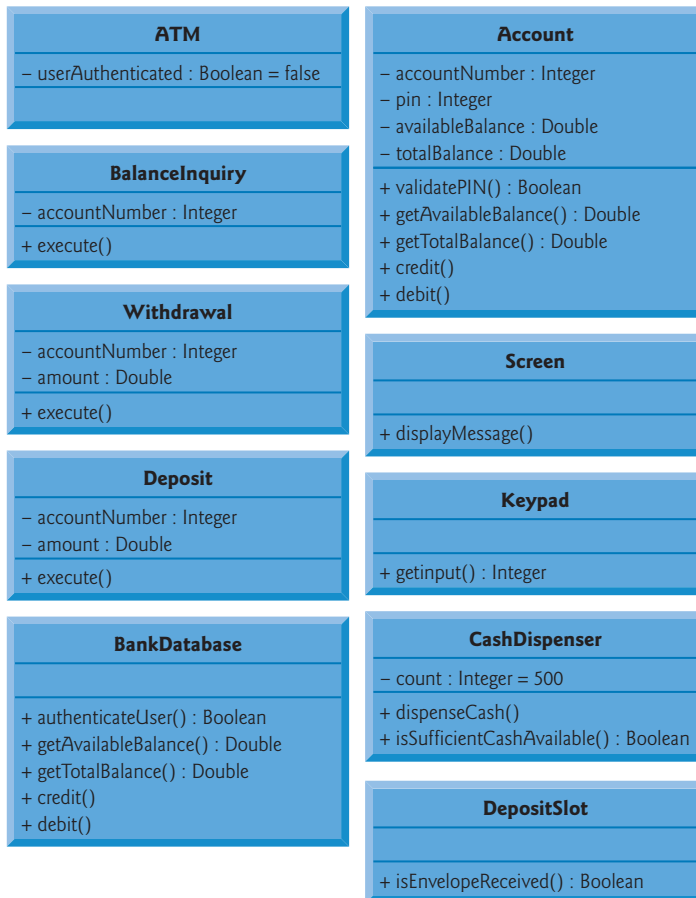 ATM
– userAuthenticated : Boolean = false
BalanceInquiry
– accountNumber : Integer
+ execute()
Withdrawal
– accountNumber : Integer
– amount : Double
+ execute()
Deposit
– accountNumber : Integer
– amount : Double
+ execute()
BankDatabase
+ authenticateUser() : Boolean
+ getAvailableBalance() : Double
+ getTotalBalance() : Double
+ credit()
+ debit()
Account
– accountNumber : Integer
– pin : Integer
– availableBalance : Double
– totalBalance : Double
+ validatePIN() : Boolean
+ getAvailableBalance() : Double
+ getTotalBalance() : Double
+ credit()
+ debit()
Screen
+ displayMessage()
Keypad
+ getinput() : Integer
CashDispenser
– count : Integer = 500
+ dispenseCash()
+ isSufficientCashAvailable() : Boolean
DepositSlot
+ isEnvelopeReceived() : Boolean